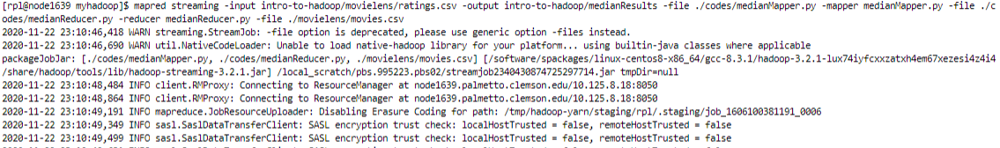 [rpl@node1639 myhadoop]$ mapred streaming -input intro-to-hadoop/movielens/ratings.csv -output intro-to-hadoop/medianResults -file ./codes/medianMapper.py -mapper medianMapper.py -file ./c
odes/medianReducer.py -reducer medianReducer.py -file ./movielens/movies.csv
2020-11-22 23:10:46,418 WARN streaming.StreamJob: -file option is deprecated, please use generic option -files instead.
2020-11-22 23:10:46,690 WARN util.NativeCodeLoader: Unable to load native-hadoop library for your platform... using builtin-java classes where applicable
packageJobJar: [./codes/medianMapper.py, ./codes/medianReducer.py, ./movielens/movies.csv] [/software/spackages/linux-centos8-x86_64/gcc-8.3.1/hadoop-3.2.1-lux74iyfcxxzatxh4em67xezesi4z4i4
/share/hadoop/tools/lib/hadoop-streaming-3.2.1.jar] /local_scratch/pbs.995223.pbs02/streamjob2340430874725297714.jar tmpDir=null
2020-11-22 23:10:48,484 INFO client.RMProxy: Connecting to ResourceManager at node1639.palmetto.clemson.edu/10.125.8.18:8050
2020-11-22 23:10:48,864 INFO client.RMProxy: Connecting to ResourceManager at node1639.palmetto.clemson.edu/10.125.8.18:8050
2020-11-22 23:10:49,191 INFO mapreduce.JobResourceUploader: Disabling Erasure Coding for path: /tmp/hadoop-yarn/staging/rpl/.staging/job_1606100381191_0006
2020-11-22 23:10:49,349 INFO sasl.SaslDataTransferClient: SASL encryption trust check: localHostTrusted = false, remoteHostTrusted = false
2020-11-22 23:10:49,499 INFO sasl.SaslDataTransferClient: SASL encryption trust check: localHostTrusted = false, remoteHostTrusted = false